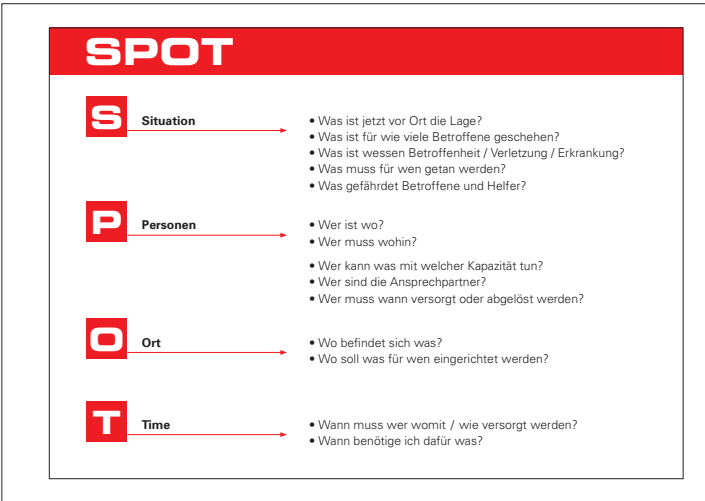 SPOT
S Situation • Was ist jetzt vor Ort die Lage?
• Was ist für wie viele Betroffene geschehen?
• Was ist wessen Betroffenheit / Verletzung / Erkrankung?
• Was muss für wen getan werden?
• Was gefährdet Betroffene und Helfer?
P Personen • Wer ist wo?
• Wer muss wohin?
• Wer kann was mit welcher Kapazität tun?
• Wer sind die Ansprechpartner?
• Wer muss wann versorgt oder abgelöst werden?
O Ort • Wo befindet sich was?
• Wo soll was für wen eingerichtet werden?
T Time • Wann muss wer womit / wie versorgt werden?
• Wann benötige ich dafür was?